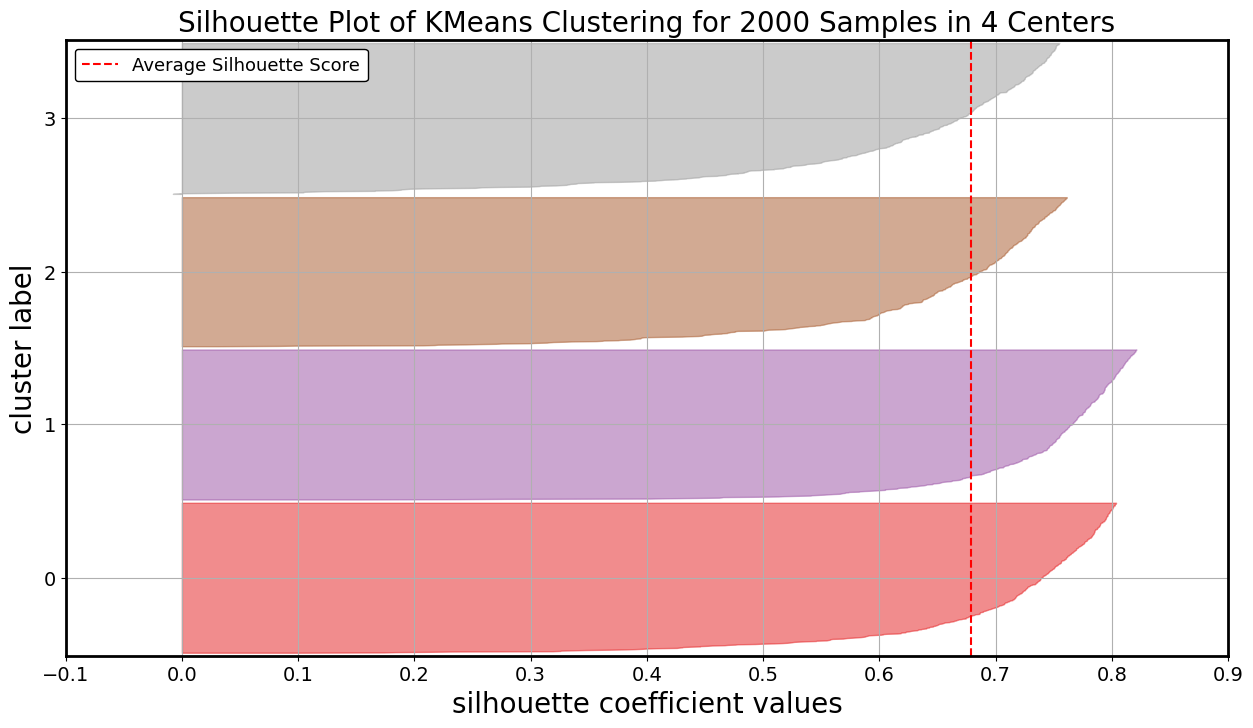 Silhouette Plot of KMeans Clustering for 2000 Samples in 4 Centers
Average Silhouette Score
3
2
1
0
cluster label
−0.1 0.0 0.1 0.2 0.3 0.4 0.5 0.6 0.7 0.8 0.9
silhouette coefficient values